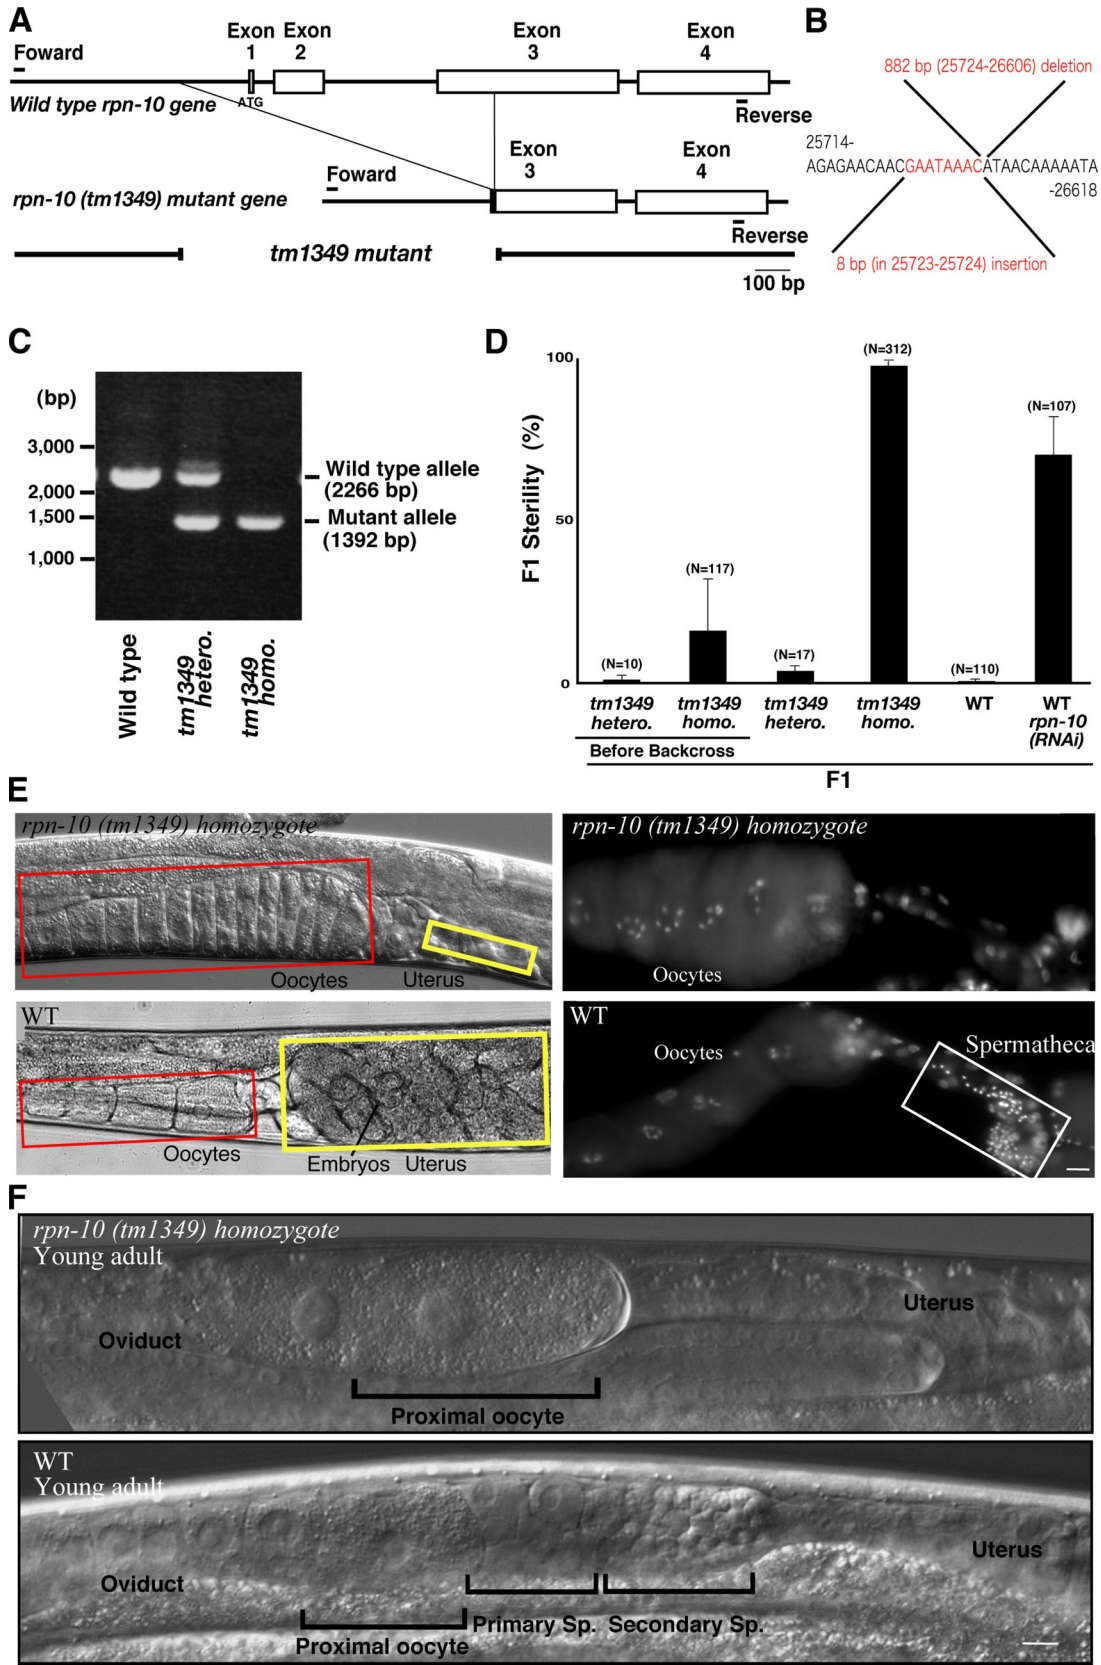 A
Foward
Exon
1
Exon
2
Exon
3
Exon
4
ATG
Wild type rpn-10 gene
Reverse
Foward
Exon
3
Exon
4
rpn-10 (tm1349) mutant gene
Reverse
tm1349 mutant
100 bp
B
882 bp (25724-26606) deletion
25714-
AGAGAACAACGAATAAACATAACAAAAATA
-26618
8 bp (in 25723-25724) insertion
C
(bp)
3,000
2,000
1,500
1,000
Wild type allele
(2266 bp)
Mutant allele
(1392 bp)
Wild type
tm1349
hetero.
tm1349
homo.
D
F1 Sterility (%)
100
50
0
(N=10)
(N=117)
(N=17)
(N=312)
(N=110)
(N=107)
tm1349
hetero.
tm1349
homo.
tm1349
hetero.
tm1349
homo.
WT
WT
rpn-10
(RNAi)
Before Backcross
F1
E
rpn-10 (tm1349) homozygote
Oocytes
Uterus
rpn-10 (tm1349) homozygote
Oocytes
WT
Oocytes
Embryos
Uterus
WT
Oocytes
Spermatheca
F
rpn-10 (tm1349) homozygote
Young adult
Oviduct
Uterus
Proximal oocyte
WT
Young adult
Oviduct
Uterus
Primary Sp.
Secondary Sp.
Proximal oocyte